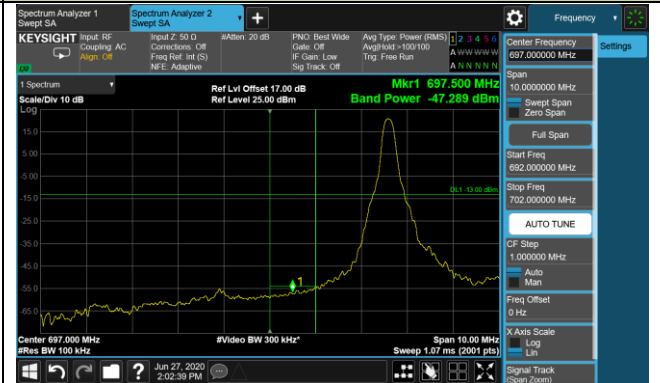 Spectrum Analyzer 1
Swept SA
Spectrum Analyzer 2
Swept SA
+
Frequency
KEYSIGHT
Input: RF
Coupling: AC
Align: Off
Input Z: 50 Ω
Corrections: Off
Freq Ref: Int (S)
NFE: Adaptive
#Atten: 20 dB
PNO: Best Wide
Gate: Off
IF Gain: Low
Sig Track: Off
Avg Type: Power (RMS)
Avg|Hold:>100/100
Trig: Free Run
1 2 3 4 5 6
A W W W W W
A N N N N N
1 Spectrum
Scale/Div 10 dB
Log
Ref Lvl Offset 17.00 dB
Ref Level 25.00 dBm
Mkr1 697.500 MHz
Band Power -47.289 dBm
15.0
5.00
-5.00
-15.0
-25.0
-35.0
-45.0
-55.0
-65.0
DL1 -13.00 dBm
1
Center 697.000 MHz
#Res BW 100 kHz
#Video BW 300 kHz*
Span 10.00 MHz
Sweep 1.07 ms (2001 pts)
Jun 27, 2020
2:02:39 PM
Center Frequency
697.000000 MHz
Settings
Span
10.0000000 MHz
Swept Span
Zero Span
Full Span
Start Freq
692.000000 MHz
Stop Freq
702.000000 MHz
AUTO TUNE
CF Step
1.000000 MHz
Auto
Man
Freq Offset
0 Hz
X Axis Scale
Log
Lin
Signal Track
(Span Zoom)